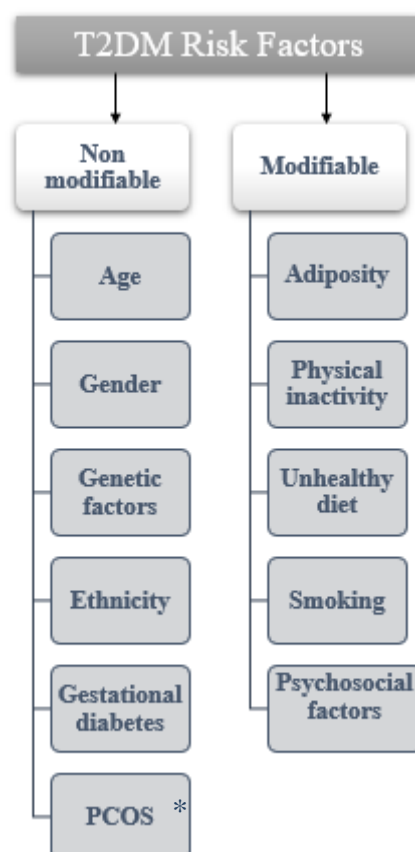 T2DM Risk Factors
Non
modifiable
Age
Gender
Genetic
factors
Ethnicity
Gestational
diabetes
PCOS *
Modifiable
Adiposity
Physical
inactivity
Unhealthy
diet
Smoking
Psychosocial
factors